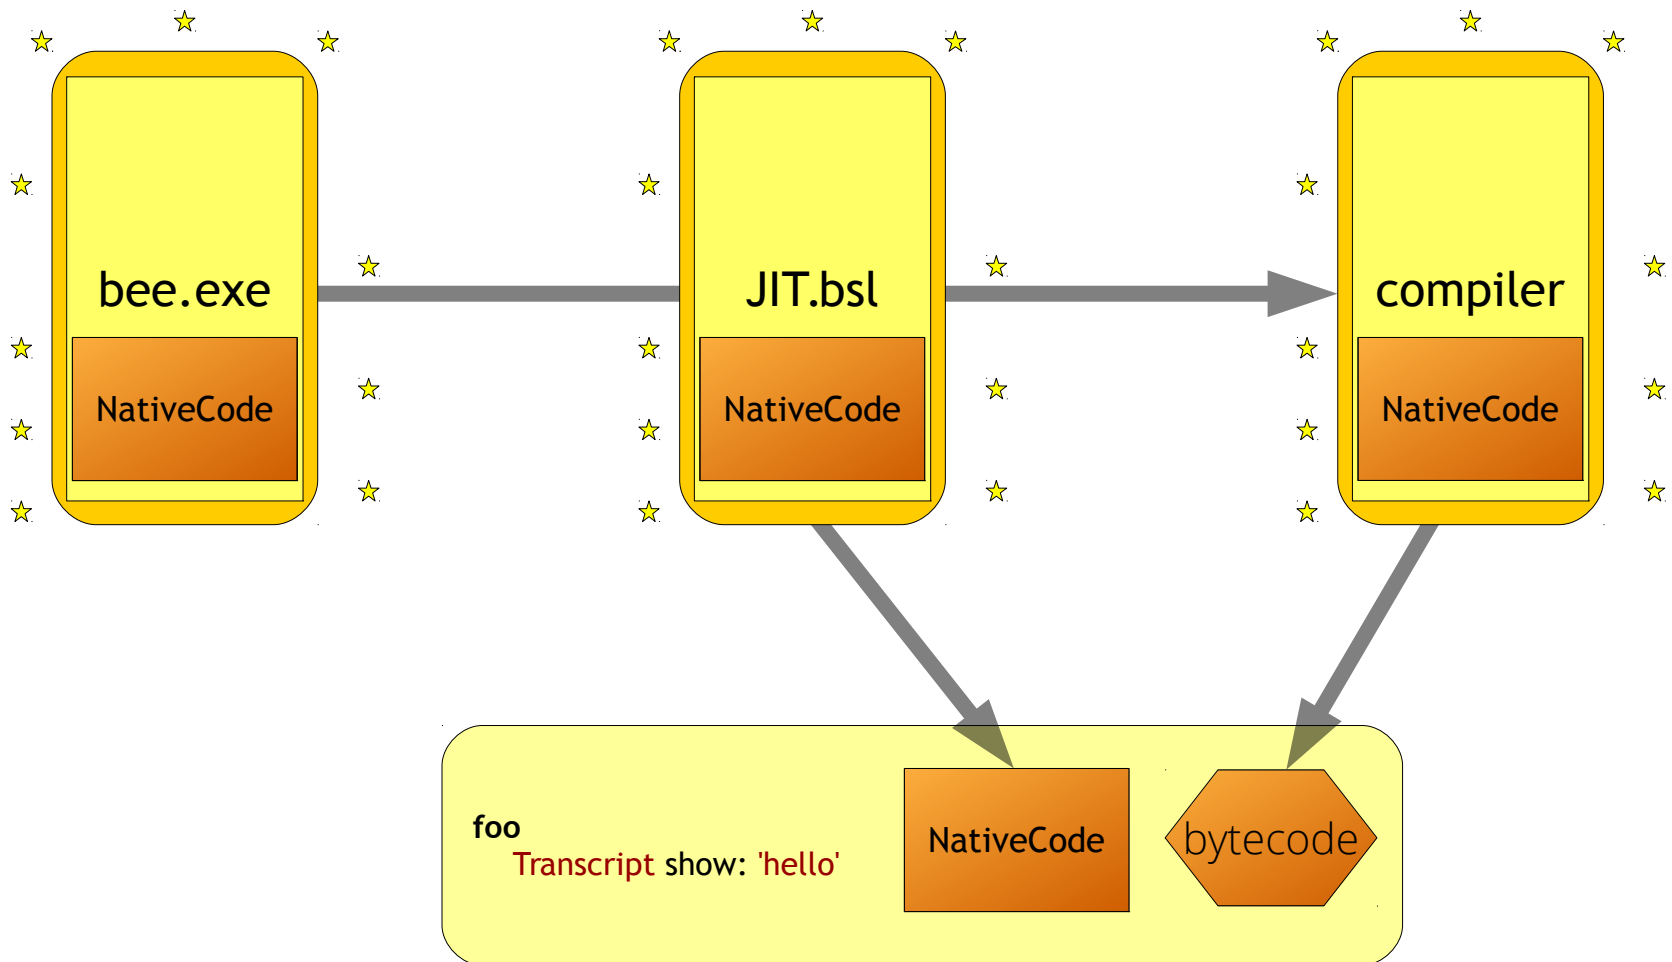 bee.exe
NativeCode
JIT.bsl
NativeCode
compiler
NativeCode
foo
Transcript show: 'hello'
NativeCode
bytecode